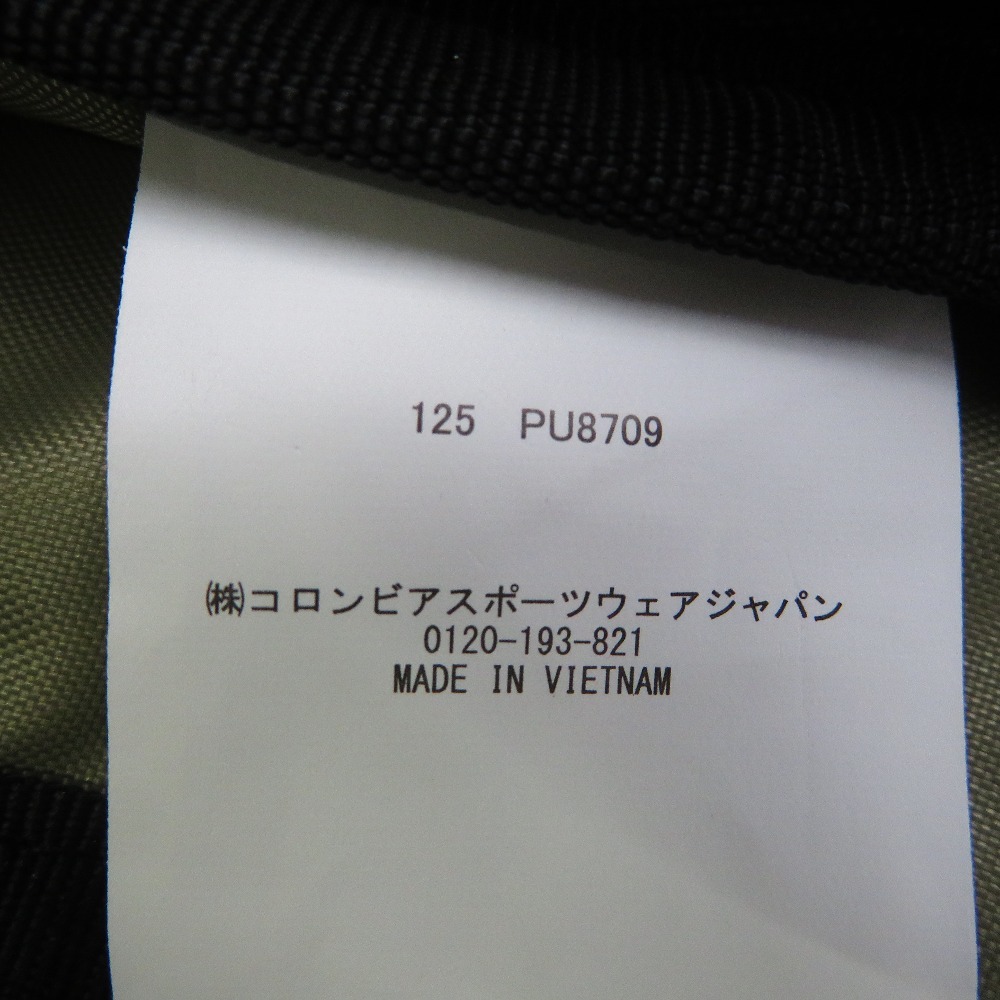 125 PU8709
㈱コロンビアスポーツウェアジャパン
0120-193-821
MADE IN VIETNAM